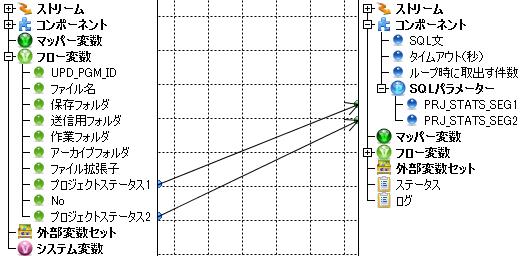 ストリーム
コンポーネント
マッパー変数
フロー変数
UPD_PGM_ID
ファイル名
保存フォルダ
送信用フォルダ
作業フォルダ
アーカイブフォルダ
ファイル拡張子
プロジェクトステータス1
No
プロジェクトステータス2
外部変数セット
システム変数
ストリーム
コンポーネント
SQL文
タイムアウト(秒)
ループ時に取出す件数
SQLパラメーター
PRJ_STATS_SEG1
PRJ_STATS_SEG2
マッパー変数
フロー変数
外部変数セット
ステータス
ログ